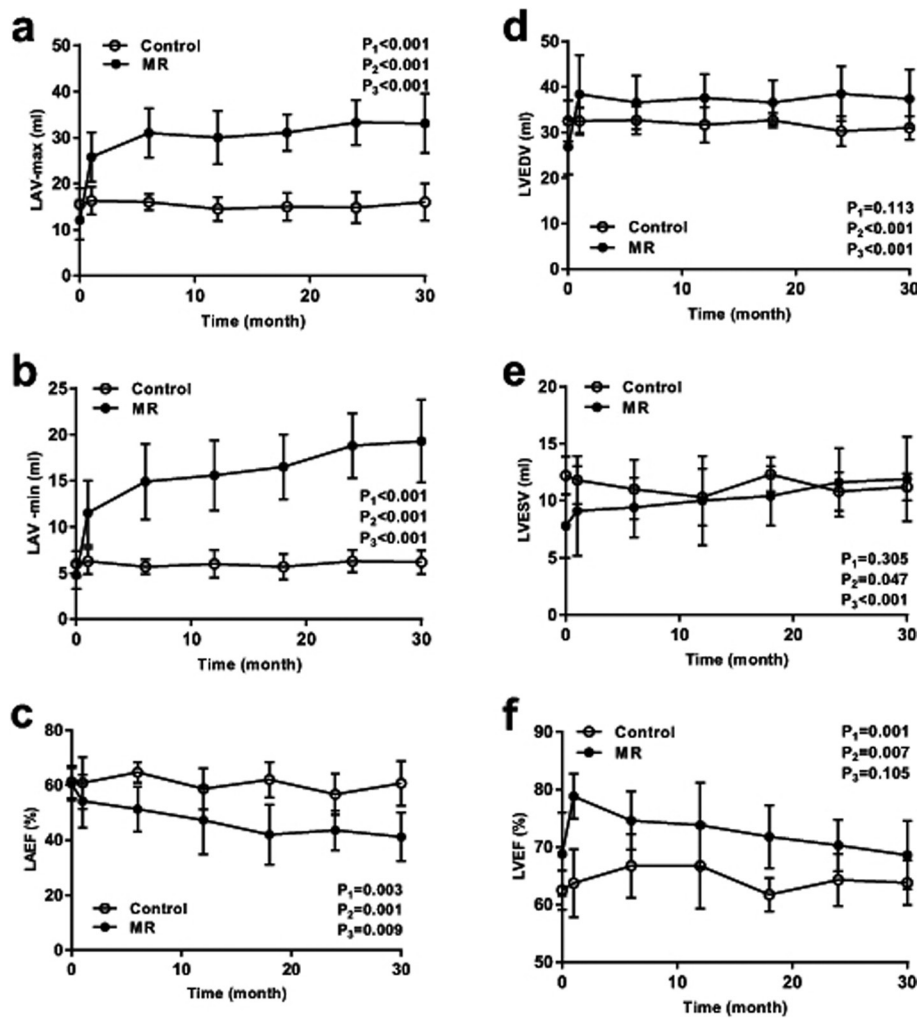 a
Control
MR
P₁<0.001
P₂<0.001
P₃<0.001
50
40
30
20
10
0
LAV-max (ml)
0 10 20 30
Time (month)
b
Control
MR
25
20
15
10
5
0
LAV -min (ml)
P₁<0.001
P₂<0.001
P₃<0.001
0 10 20 30
Time (month)
c
80
60
40
20
0
LAEF (%)
Control
MR
P₁=0.003
P₂=0.001
P₃=0.009
0 10 20 30
Time (month)
d
50
40
30
20
10
0
LVEDV (ml)
Control
MR
P₁=0.113
P₂<0.001
P₃<0.001
0 10 20 30
Time (month)
e
Control
MR
20
15
10
5
0
LVESV (ml)
P₁=0.305
P₂=0.047
P₃<0.001
0 10 20 30
Time (month)
f
Control
MR
P₁=0.001
P₂=0.007
P₃=0.105
90
80
70
60
50
LVEF (%)
0 10 20 30
Time (month)